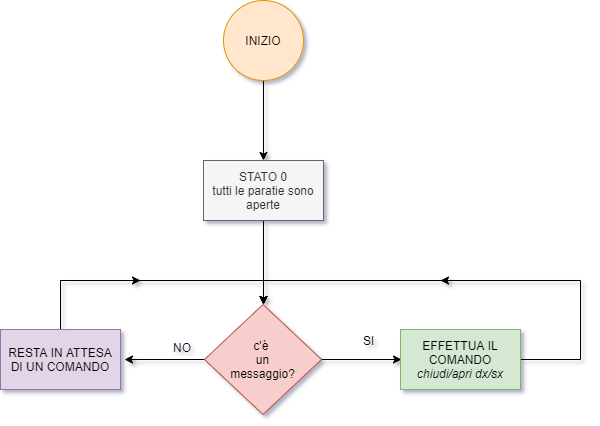 INIZIO
STATO 0
tutti le paratie sono
aperte
c'è
un
messaggio?
NO
SI
RESTA IN ATTESA
DI UN COMANDO
EFFETTUA IL
COMANDO
chiudi/apri dx/sx